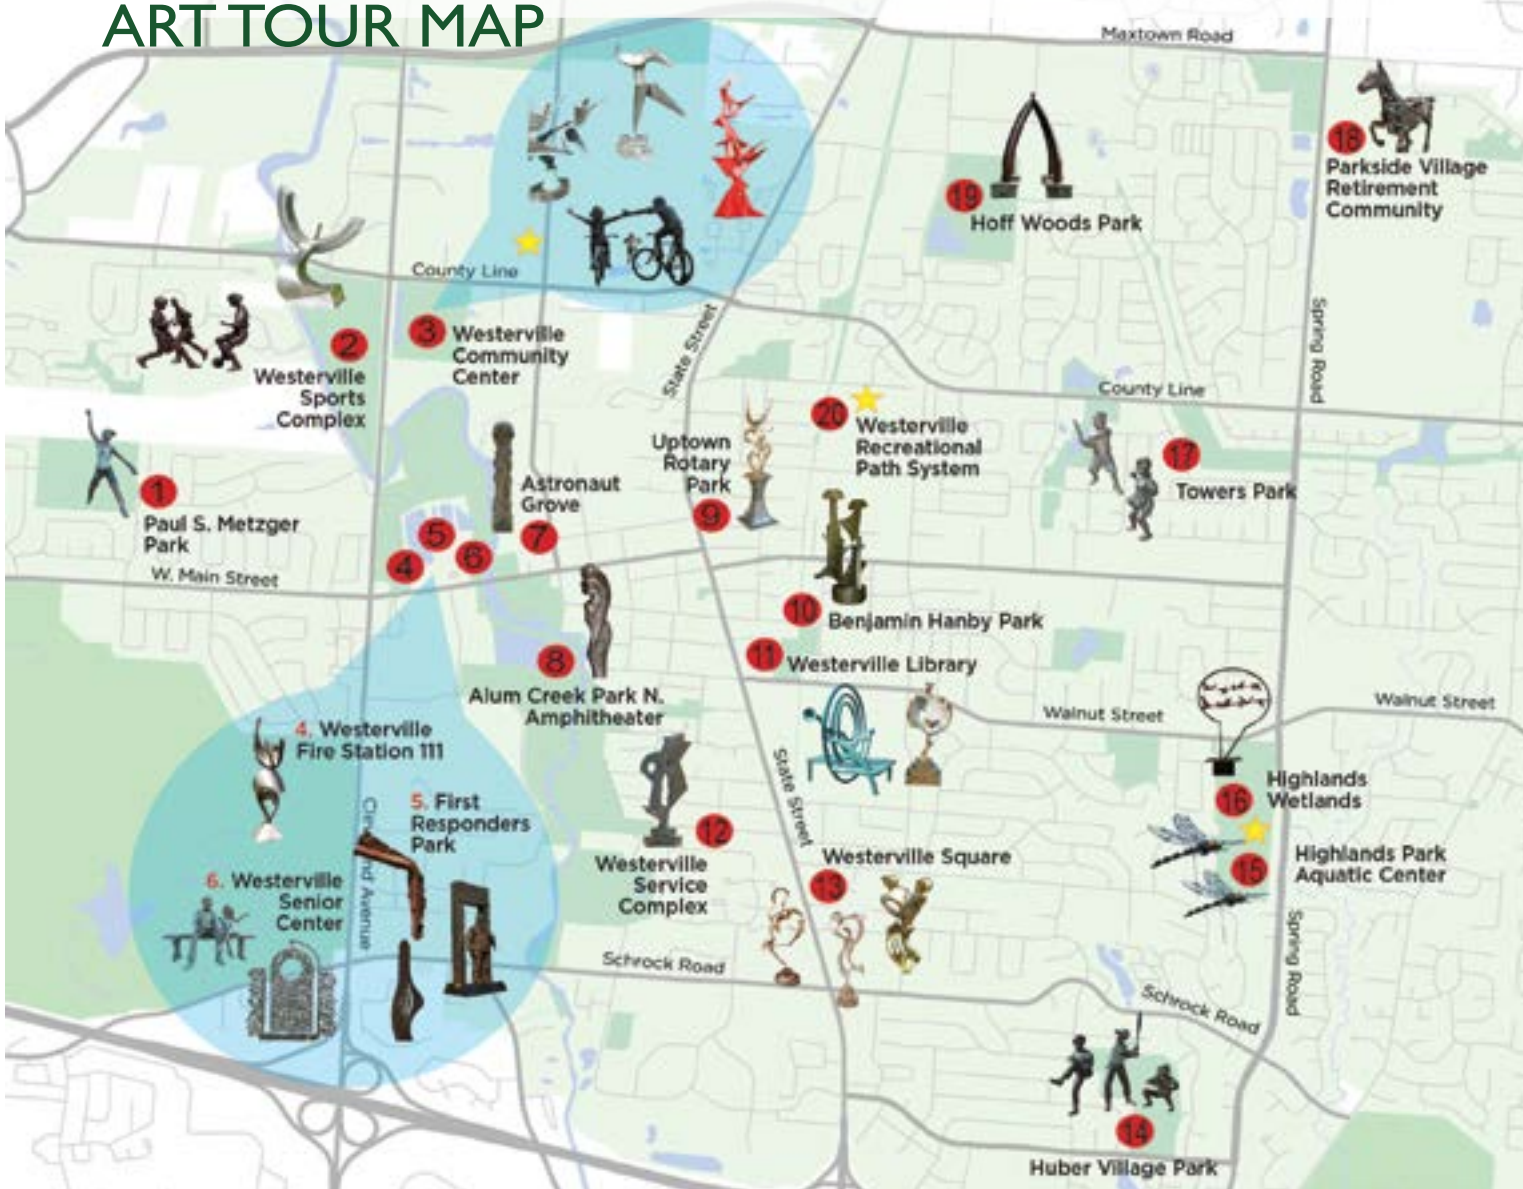 ART TOUR MAP
Maxtown Road
18
Parkside Village
Retirement
Community
19
Hoff Woods Park
County Line
3
Westerville
Community
Center
2
Westerville
Sports
Complex
State Street
Spring Road
County Line
20
Westerville
Recreational
Path System
Uptown
Rotary
Park
9
17
Towers Park
1
Paul S. Metzger
Park
Astronaut
Grove
7
5
6
4
W. Main Street
10
Benjamin Hanby Park
11
Westerville Library
8
Alum Creek Park N.
Amphitheater
Walnut Street
Walnut Street
4. Westerville
Fire Station 111
5. First
Responders
Park
Cleveland Avenue
6. Westerville
Senior
Center
State Street
12
Westerville
Service
Complex
Westerville Square
13
16
Highlands
Wetlands
15
Highlands Park
Aquatic Center
Spring Road
Schrock Road
Schrock Road
14
Huber Village Park